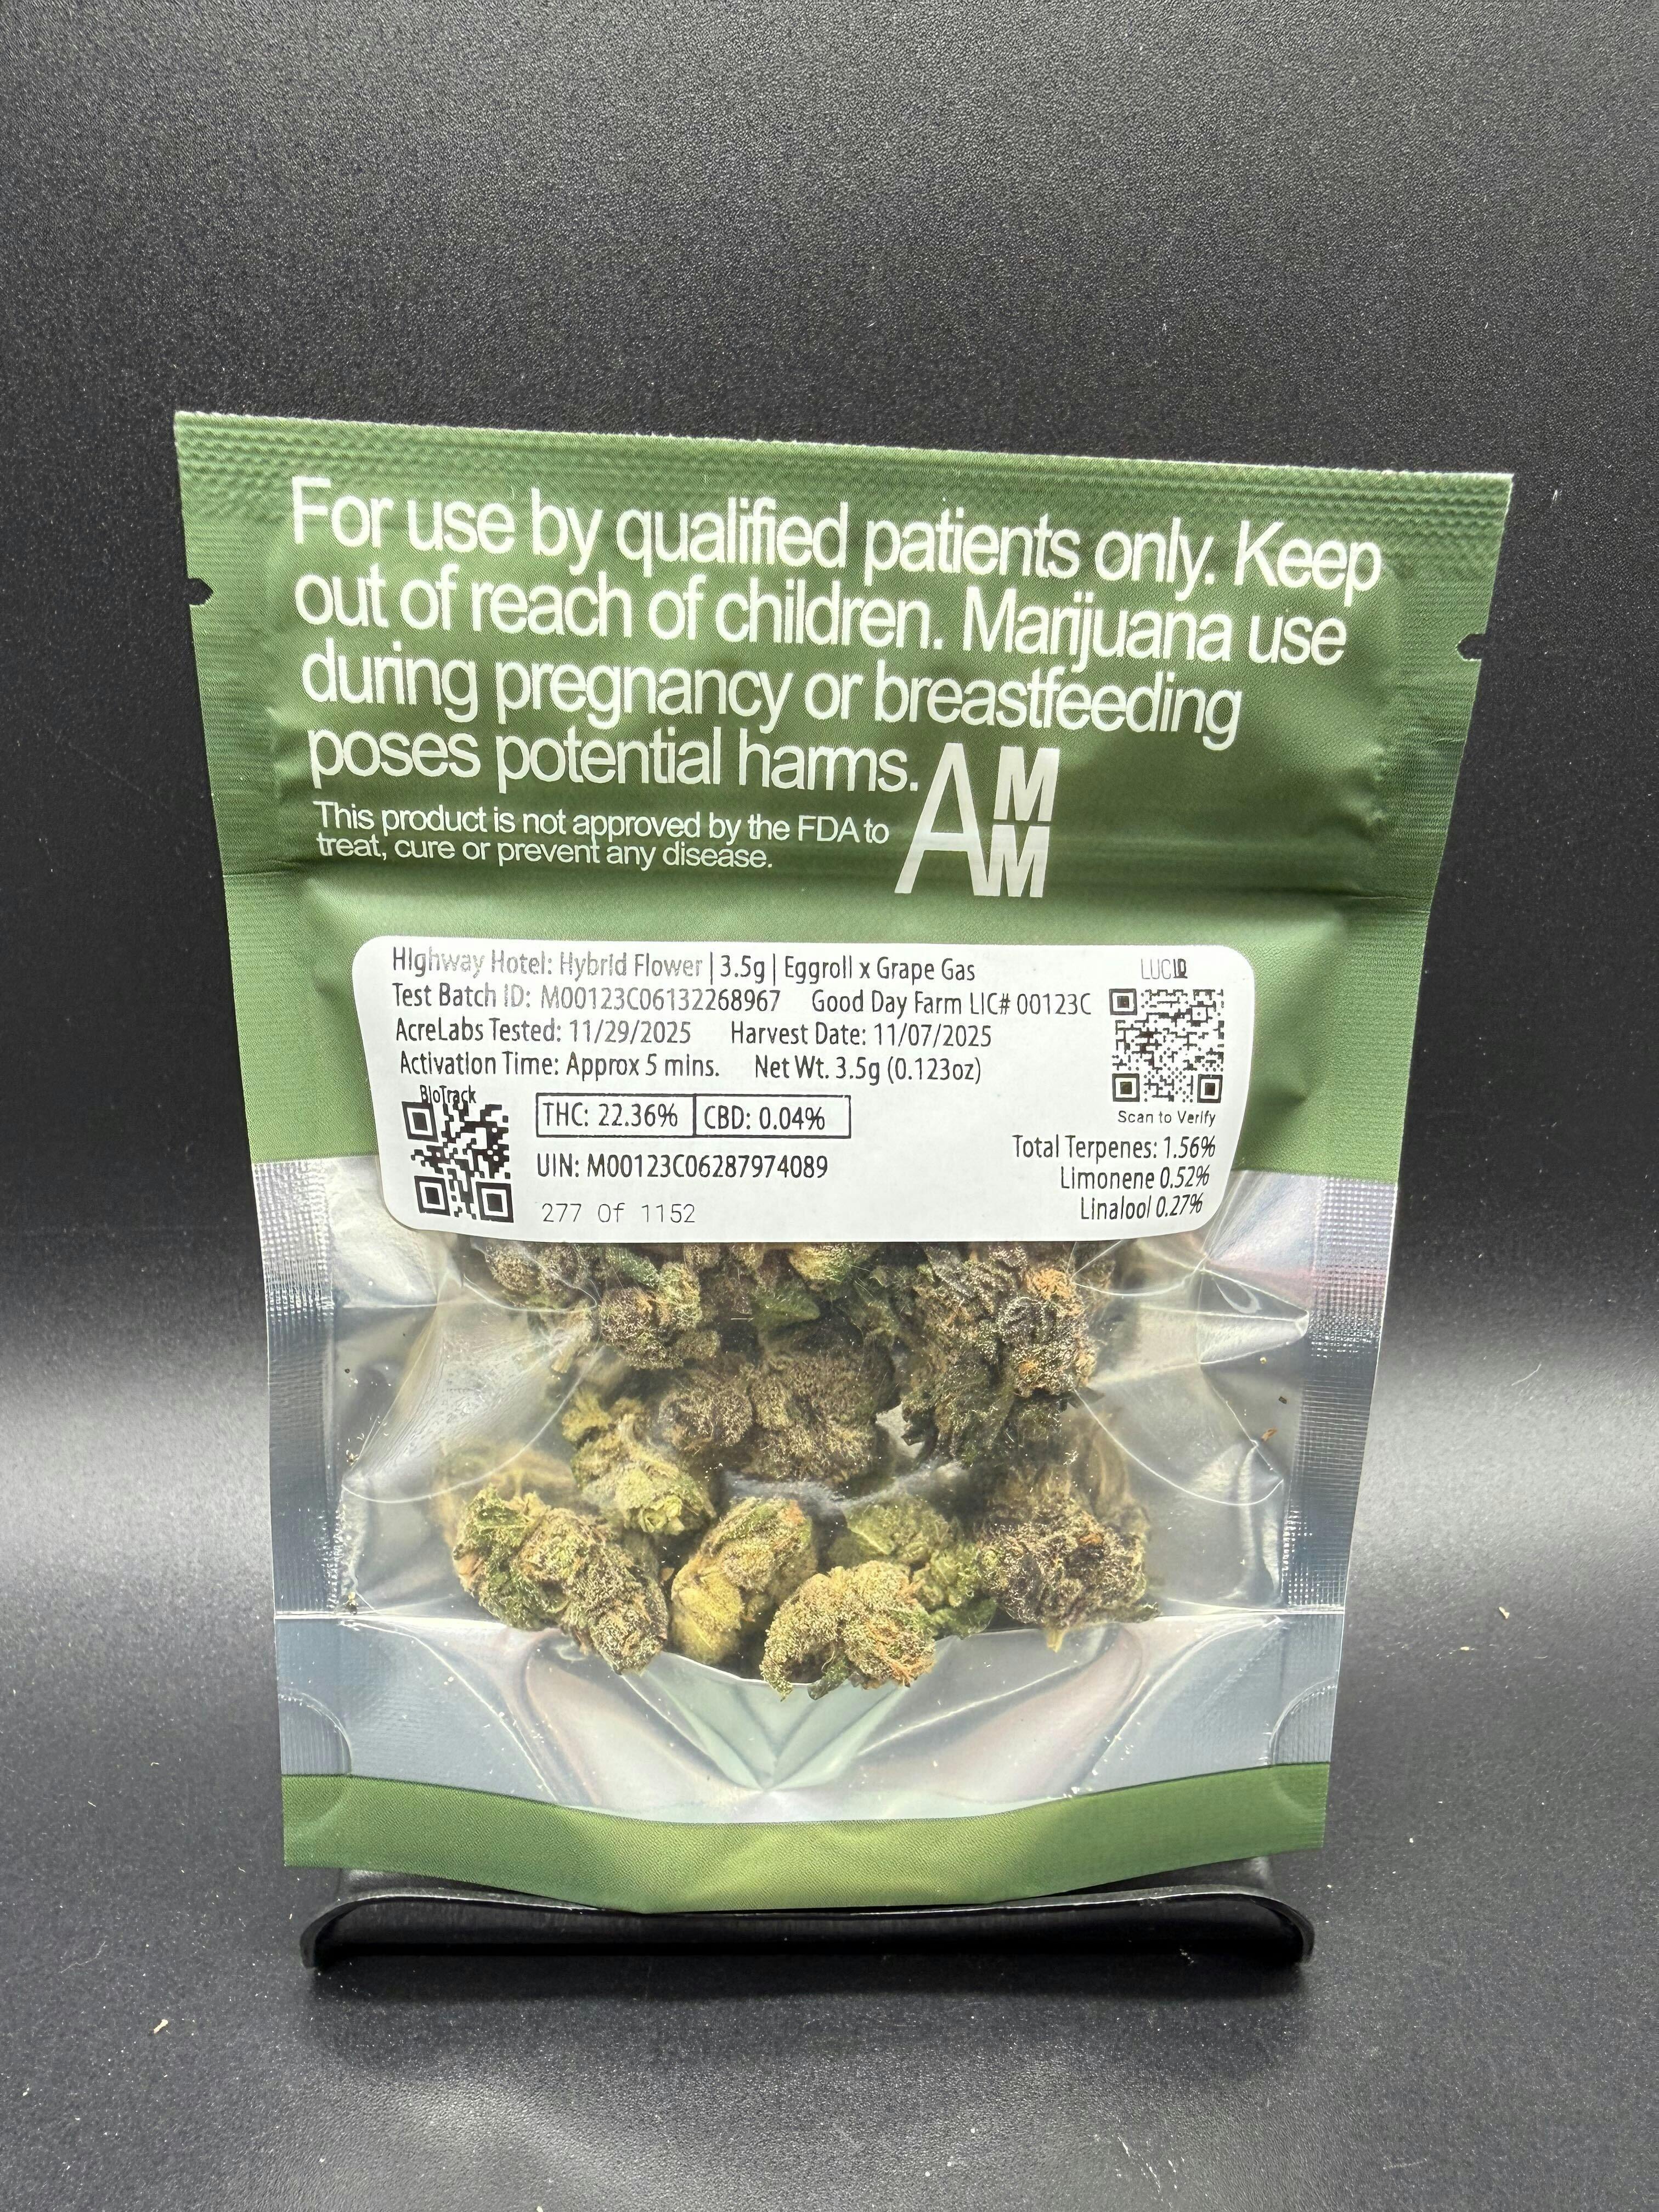 For use by qualified patients only. Keep
out of reach of children. Marijuana use
during pregnancy or breastfeeding
poses potential harms.
This product is not approved by the FDA to
treat, cure or prevent any disease.
AMM
Highway Hotel: Hybrid Flower | 3.5g | Eggroll x Grape Gas
Test Batch ID: M00123C06132268967 Good Day Farm LIC# 00123C
AcreLabs Tested: 11/29/2025 Harvest Date: 11/07/2025
Activation Time: Approx 5 mins. Net Wt. 3.5g (0.123oz)
BioTrack
THC: 22.36% CBD: 0.04%
UIN: M00123C06287974089
277 Of 1152
LUCID
Scan to Verify
Total Terpenes: 1.56%
Limonene 0.52%
Linalool 0.27%